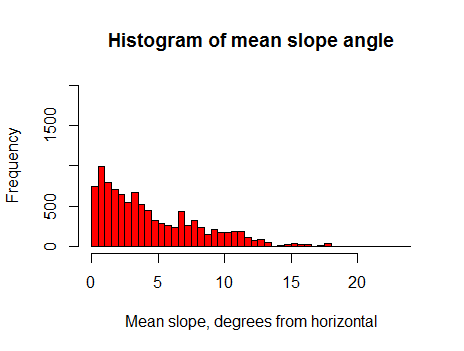 Histogram of mean slope angle
Frequency
1500
500
0
0 5 10 15 20
Mean slope, degrees from horizontal